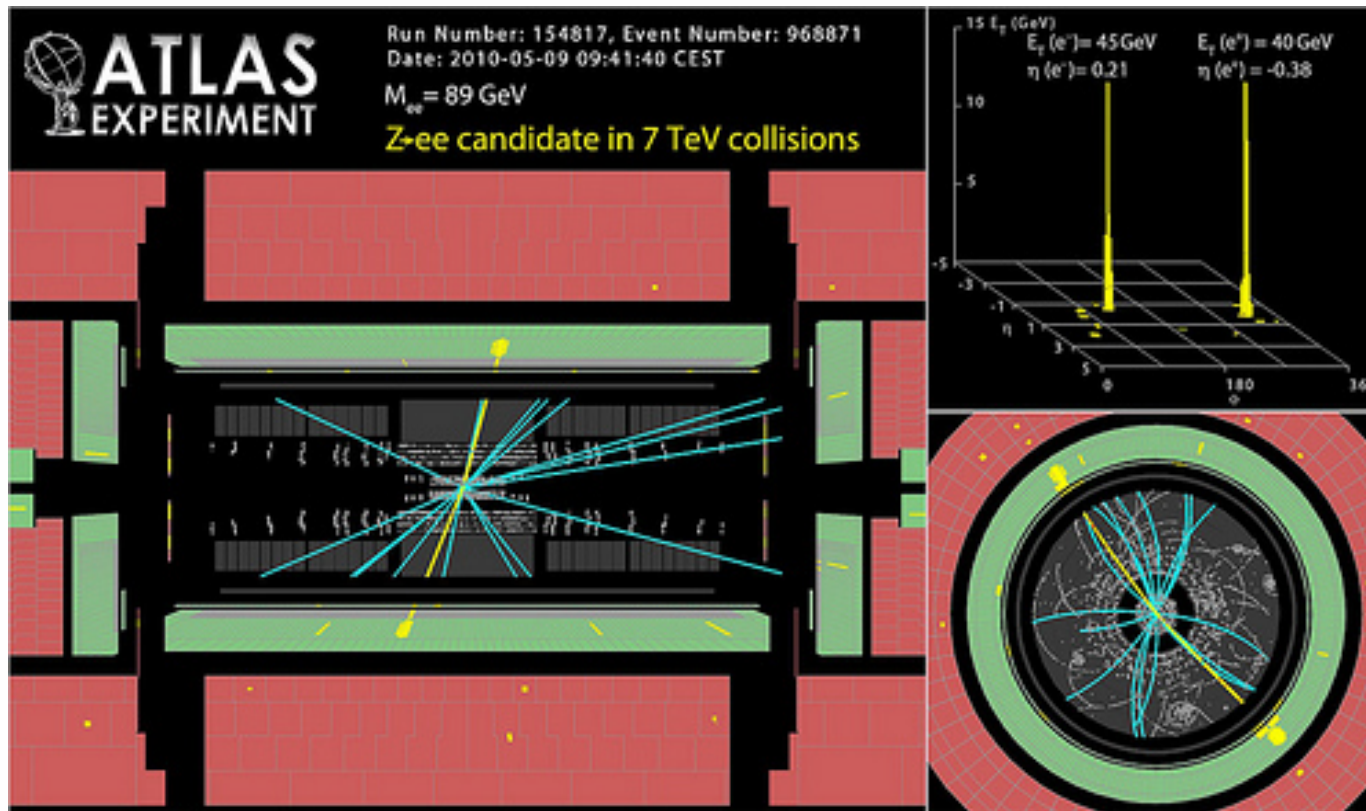 ATLAS
EXPERIMENT
Run Number: 154817, Event Number: 968871
Date: 2010-05-09 09:41:40 CEST
Mee= 89 GeV
Z→ee candidate in 7 TeV collisions
15 ET (GeV)
ET (e⁻)= 45 GeV
η (e⁻)= 0.21
ET (e⁺)= 40 GeV
η (e⁺)= -0.38
10
5
-5
-3
-1
η 1
3
5
0
180
36